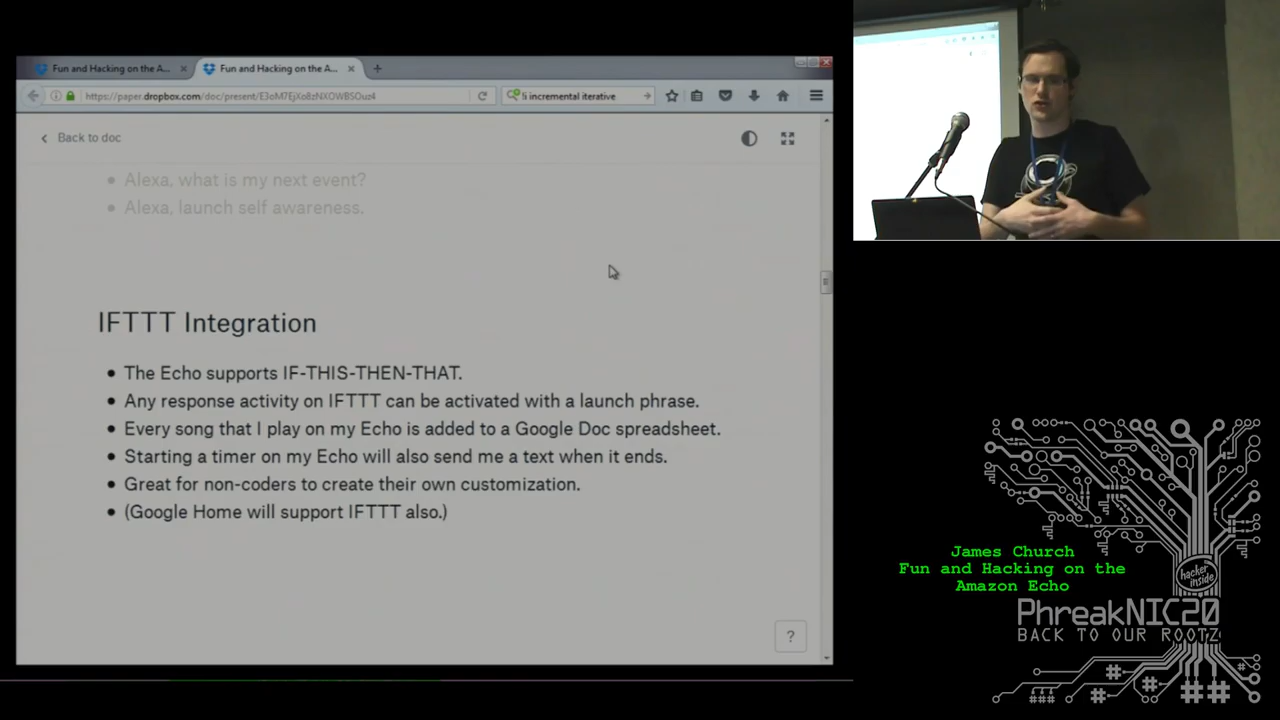 Fun and Hacking on the A...
Fun and Hacking on the A...
https://paper.dropbox.com/doc/present/E3oM7EjXo8zNXOWBSOuz4
5 incremental iterative
Back to doc
Alexa, what is my next event?
Alexa, launch self awareness.
IFTTT Integration
The Echo supports IF-THIS-THEN-THAT.
Any response activity on IFTTT can be activated with a launch phrase.
Every song that I play on my Echo is added to a Google Doc spreadsheet.
Starting a timer on my Echo will also send me a text when it ends.
Great for non-coders to create their own customization.
(Google Home will support IFTTT also.)
?
James Church
Fun and Hacking on the
Amazon Echo
hacker
inside
PhreakNIC20
BACK TO OUR ROOTZ